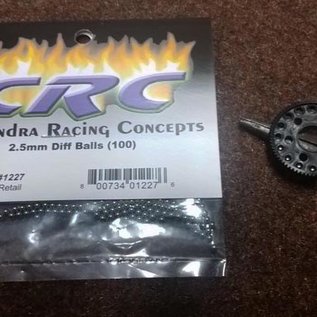 CRC
ndra Racing Concepts
2.5mm Diff Balls (100)
#1227
Retail
8 00734 01227 6